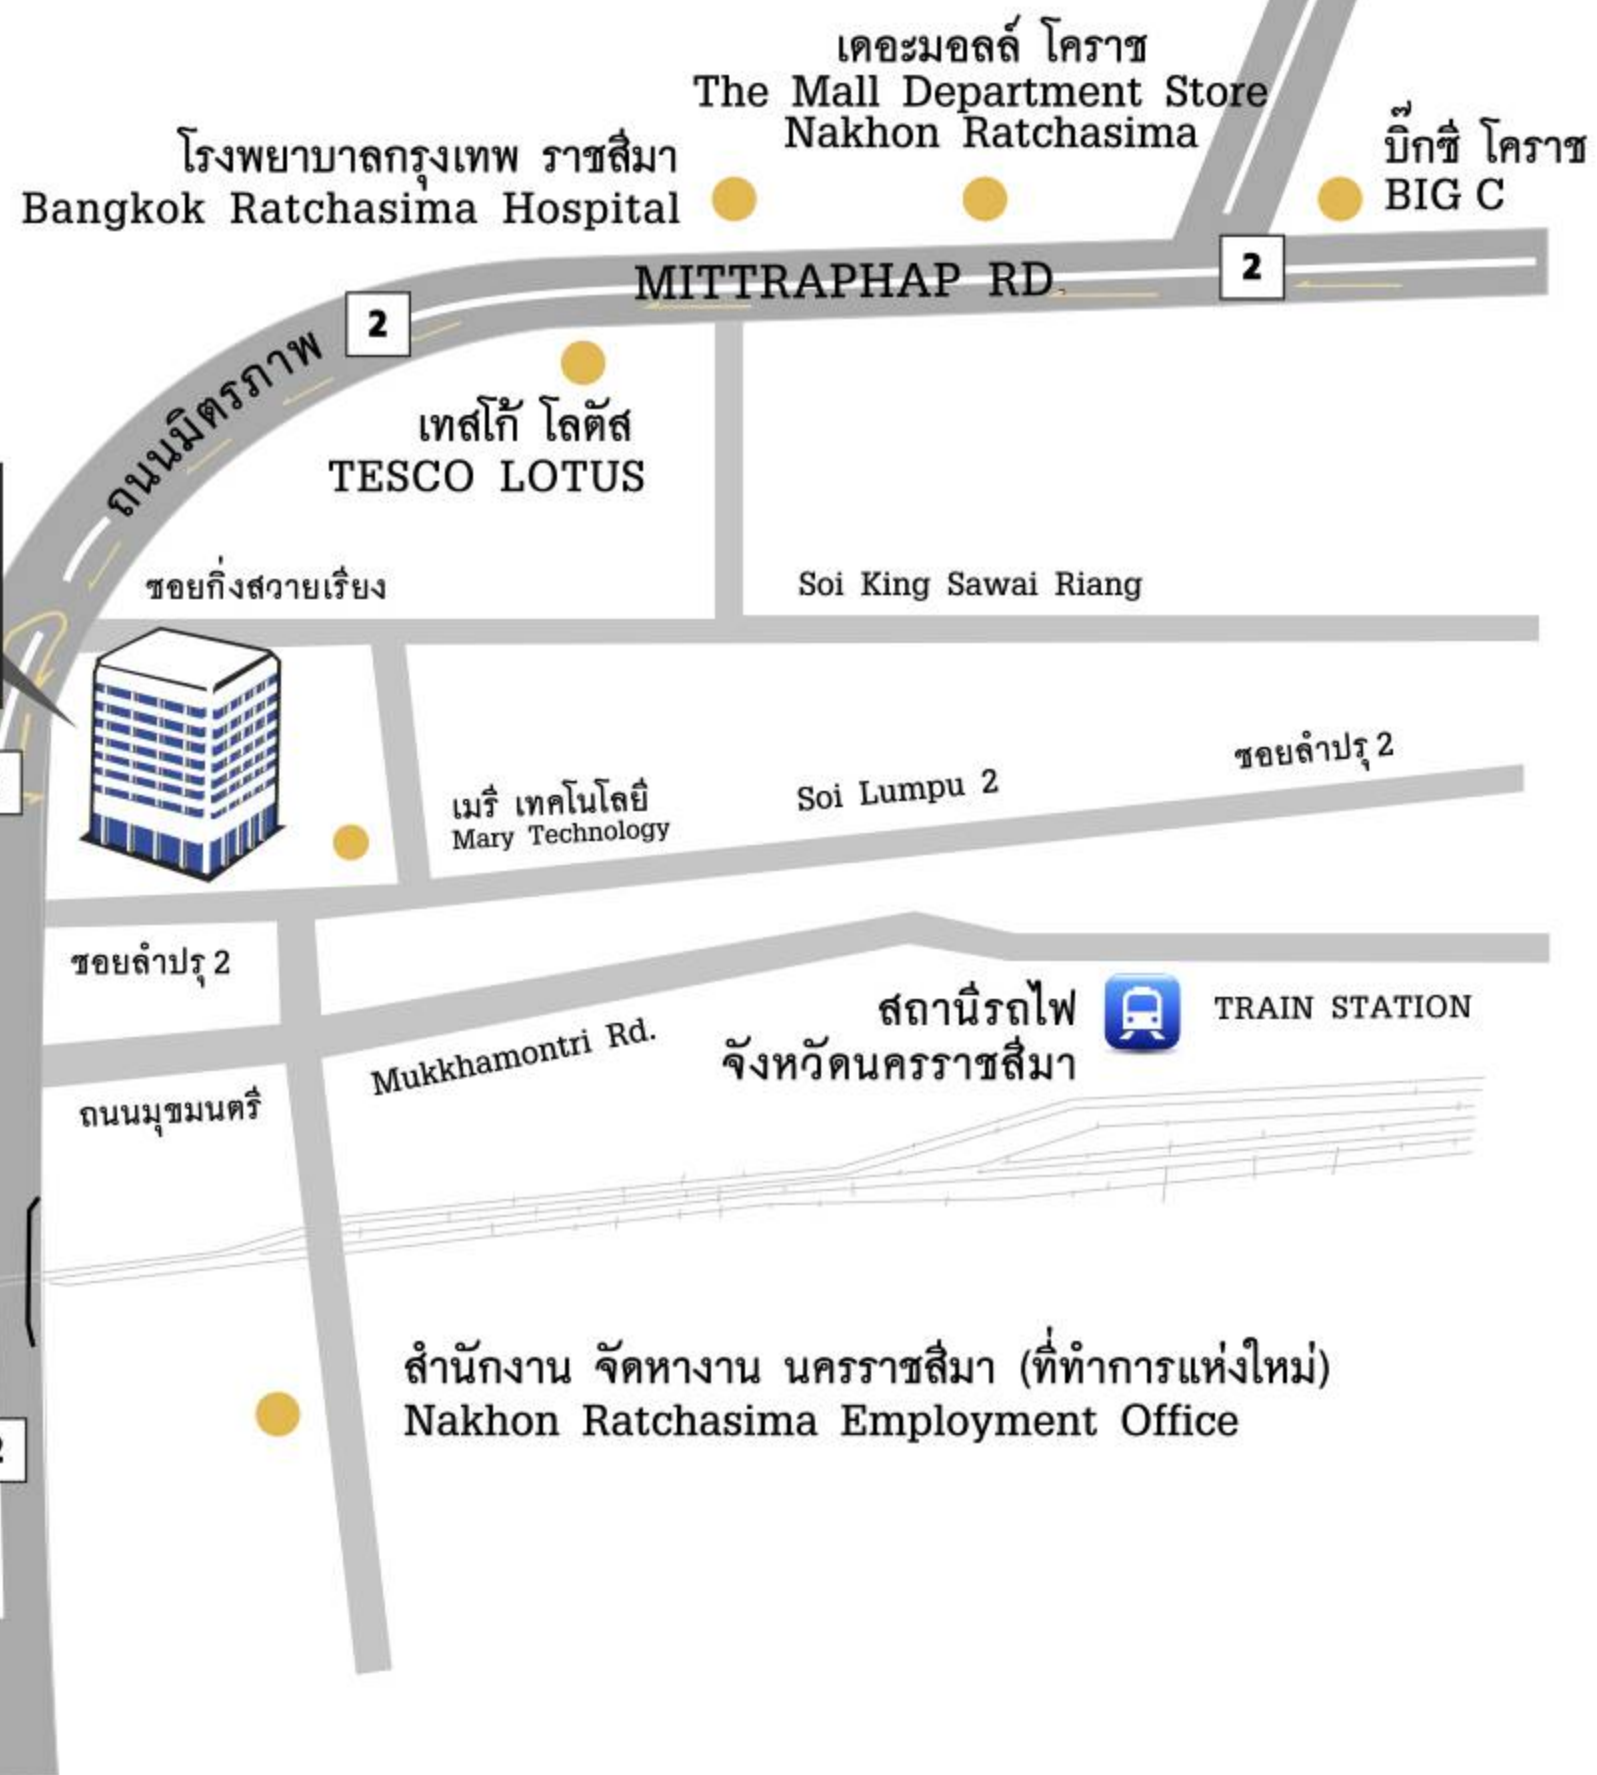 เดอะมอลล์ โคราช
The Mall Department Store
Nakhon Ratchasima
บิ๊กซี โคราช
BIG C
โรงพยาบาลกรุงเทพ ราชสีมา
Bangkok Ratchasima Hospital
MITTRAPHAP RD.
2
2
ถนนมิตรภาพ
เทสโก้ โลตัส
TESCO LOTUS
ซอยกิ่งสวายเรียง
Soi King Sawai Riang
ซอยลำปรุ 2
Soi Lumpu 2
เมรี่ เทคโนโลยี
Mary Technology
ซอยลำปรุ 2
สถานีรถไฟ
จังหวัดนครราชสีมา
TRAIN STATION
Mukkhamontri Rd.
ถนนมุขมนตรี
สำนักงาน จัดหางาน นครราชสีมา (ที่ทำการแห่งใหม่)
Nakhon Ratchasima Employment Office
2